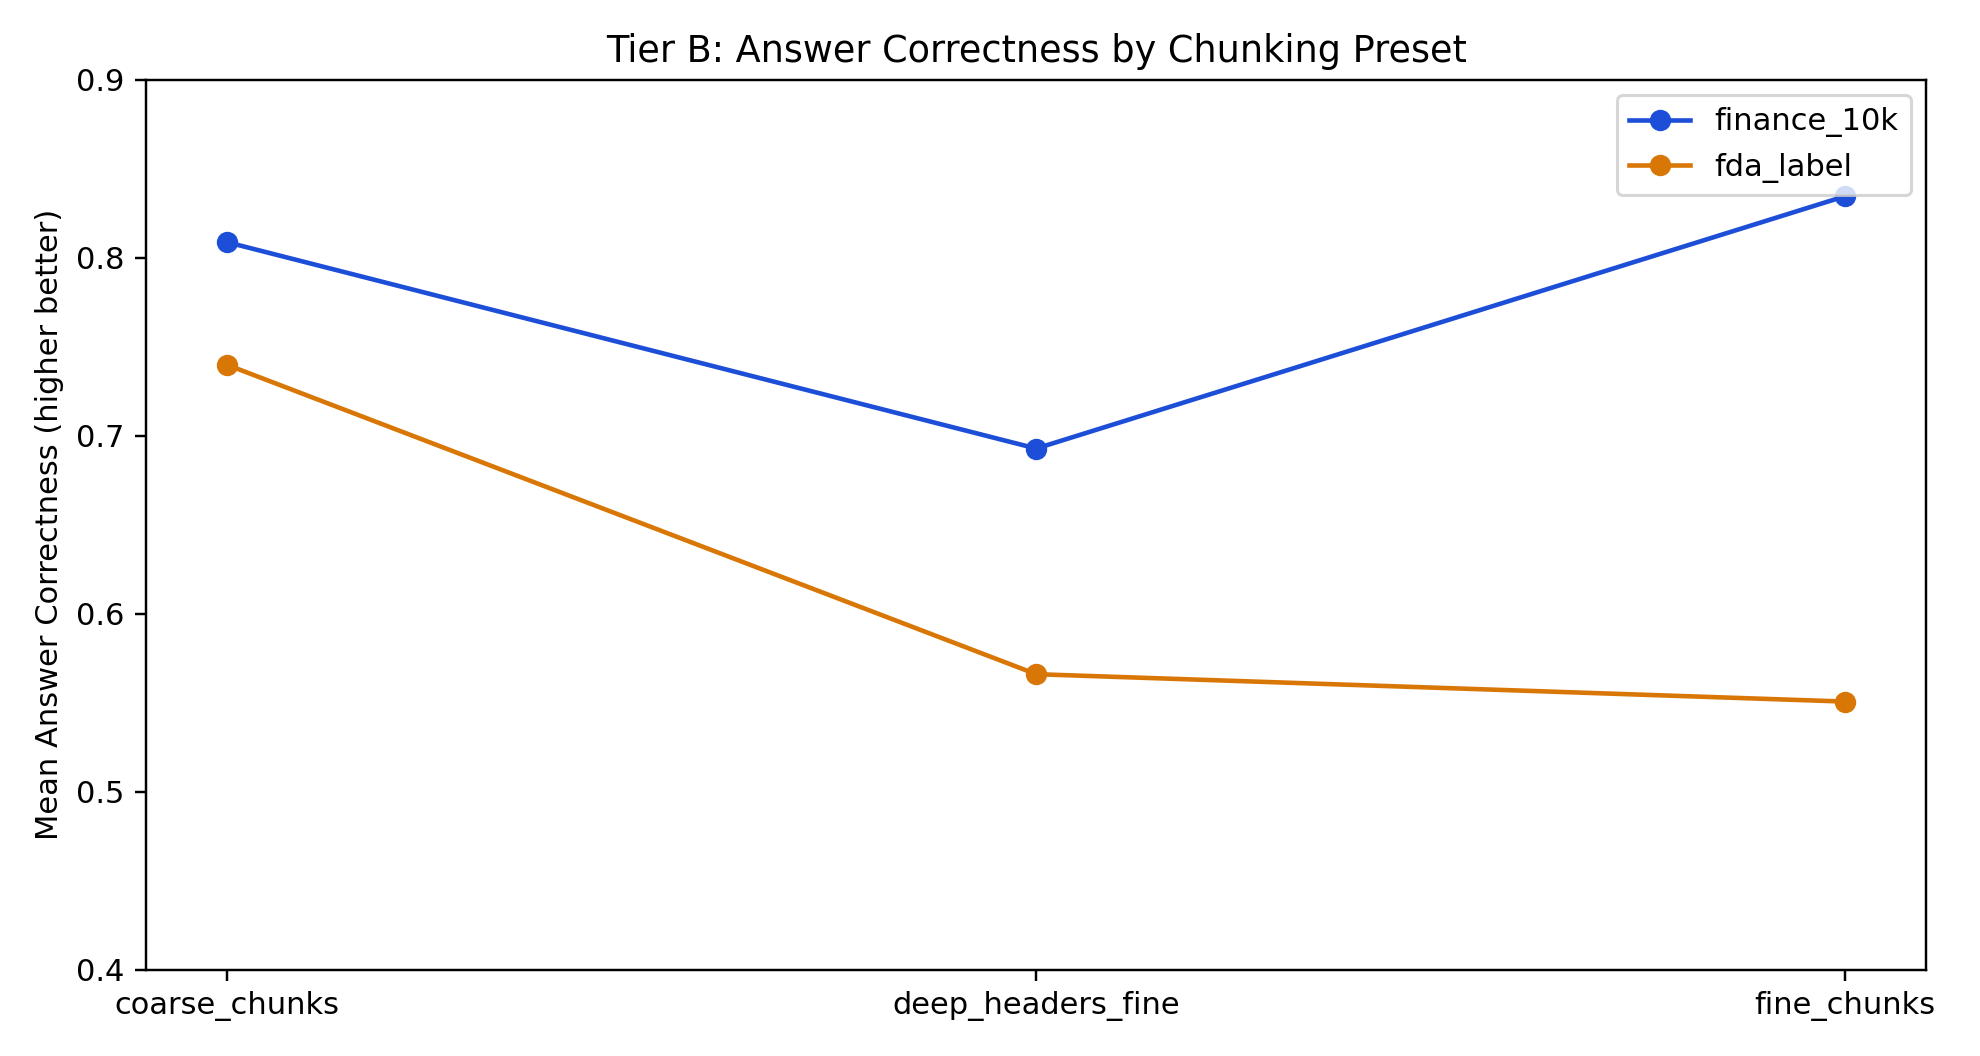 Tier B: Answer Correctness by Chunking Preset
finance_10k
fda_label
Mean Answer Correctness (higher better)
0.9
0.8
0.7
0.6
0.5
0.4
coarse_chunks
deep_headers_fine
fine_chunks